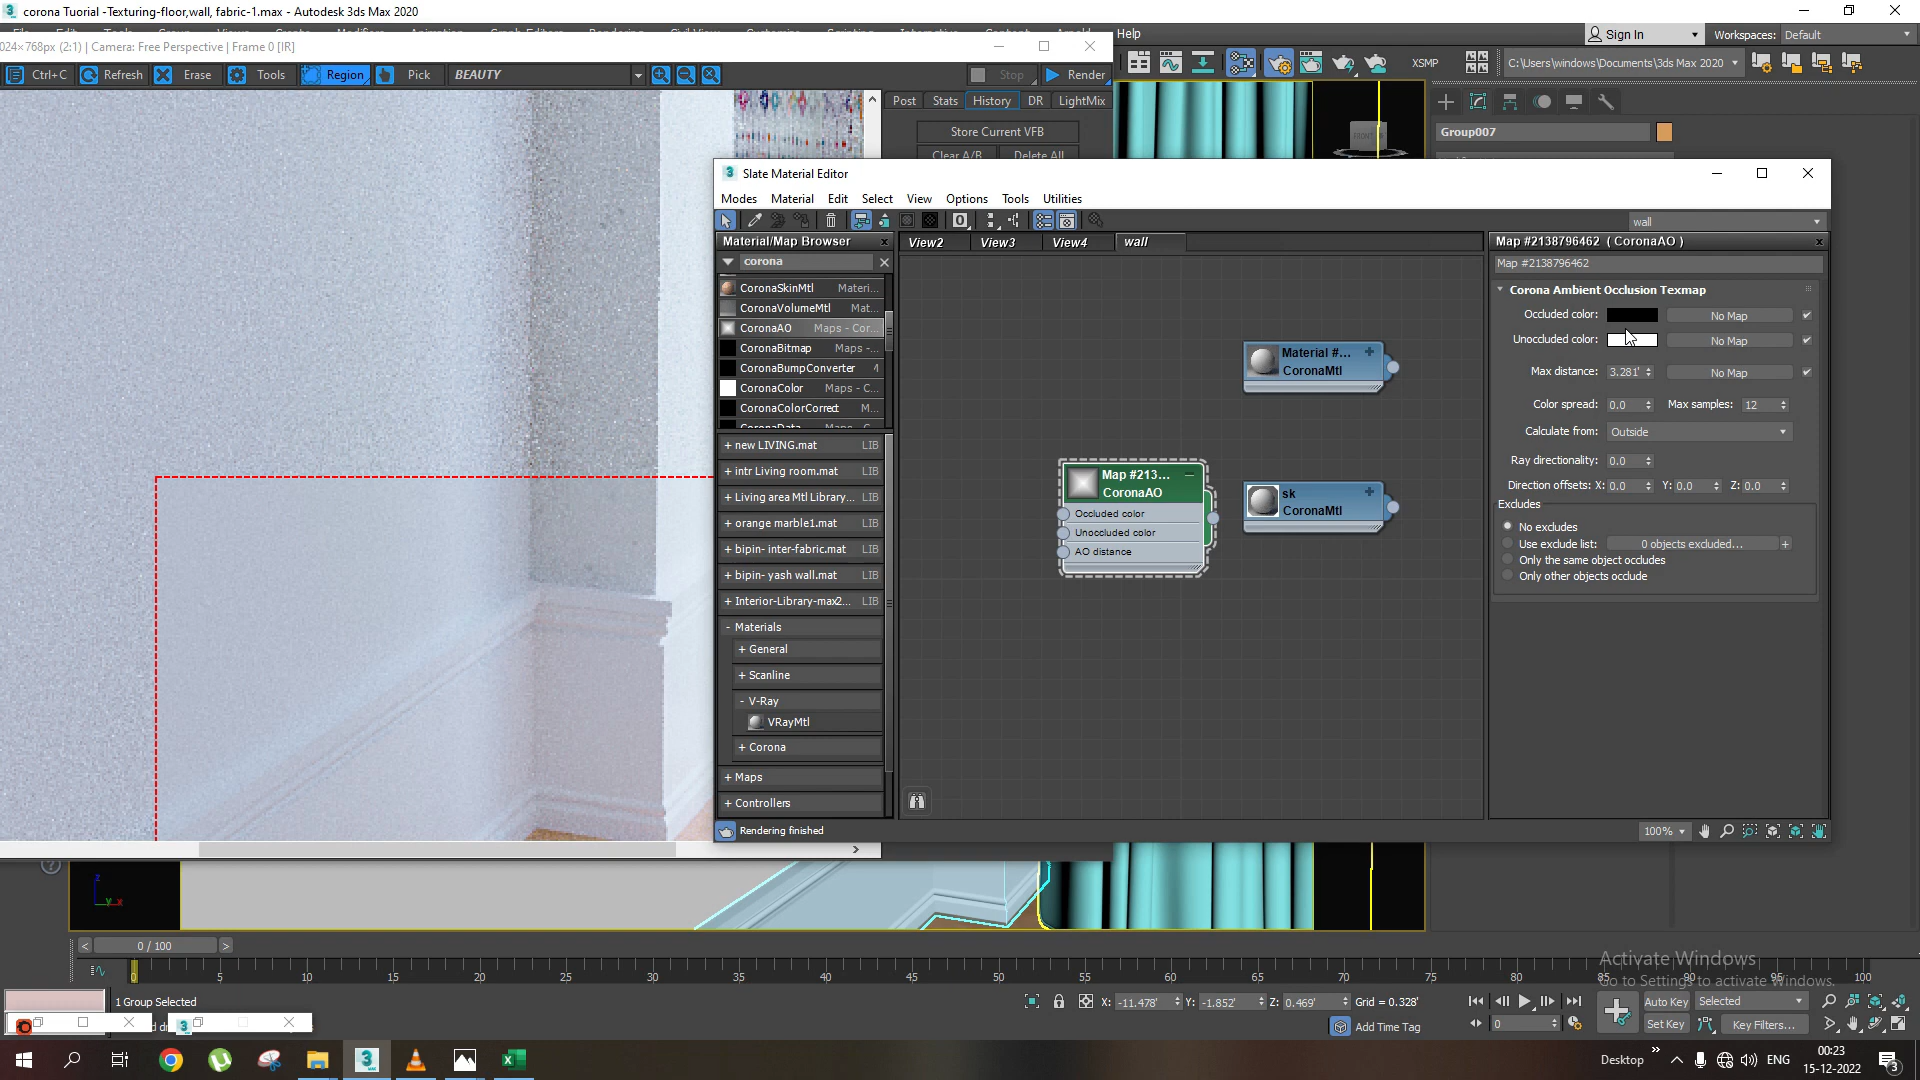 corona Tuorial -Texturing-floor,wall, fabric-1.max - Autodesk 3ds Max 2020
024×768px (2:1) | Camera: Free Perspective | Frame 0 [IR]
Help
Sign In
Workspaces: Default
Ctrl+C Refresh Erase Tools Region Pick BEAUTY Stop Render
XSMP
C:\Users\windows\Documents\3ds Max 2020
Post Stats History DR LightMix
Store Current VFB
Clear A/B Delete All
FRONT
Group007
Slate Material Editor
Modes Material Edit Select View Options Tools Utilities
wall
Material/Map Browser
View2 View3 View4 wall
Map #2138796462 ( CoronaAO )
corona
Map #2138796462
CoronaSkinMtl Materi...
CoronaVolumeMtl Mat...
CoronaAO Maps - Cor...
CoronaBitmap Maps -...
CoronaBumpConverter
CoronaColor Maps - C...
CoronaColorCorrect M...
CoronaData Maps - C
+ new LIVING.mat LIB
+ intr Living room.mat LIB
+ Living area Mtl Library... LIB
+ orange marble1.mat LIB
+ bipin- inter-fabric.mat LIB
+ bipin- yash wall.mat LIB
+ Interior-Library-max2... LIB
- Materials
+ General
+ Scanline
- V-Ray
VRayMtl
+ Corona
+ Maps
+ Controllers
Material #...
CoronaMtl
Map #213...
CoronaAO
Occluded color
Unoccluded color
AO distance
sk
CoronaMtl
Corona Ambient Occlusion Texmap
Occluded color: No Map
Unoccluded color: No Map
Max distance: 3.281' No Map
Color spread: 0.0 Max samples: 12
Calculate from: Outside
Ray directionality: 0.0
Direction offsets: X: 0.0 Y: 0.0 Z: 0.0
Excludes
No excludes
Use exclude list: 0 objects excluded... +
Only the same object occludes
Only other objects occlude
Rendering finished
100%
z
y x
< 0 / 100 >
0 5 10 15 20 25 30 35 40 45 50 55 60 65 70 75 80 85 90 95 100
Activate Windows
Go to Settings to activate Windows.
1 Group Selected
X: -11.478' Y: -1.852' Z: 0.469' Grid = 0.328'
Add Time Tag
0
Auto Key Selected
Set Key Key Filters...
Desktop » ENG
00:23
15-12-2022
3